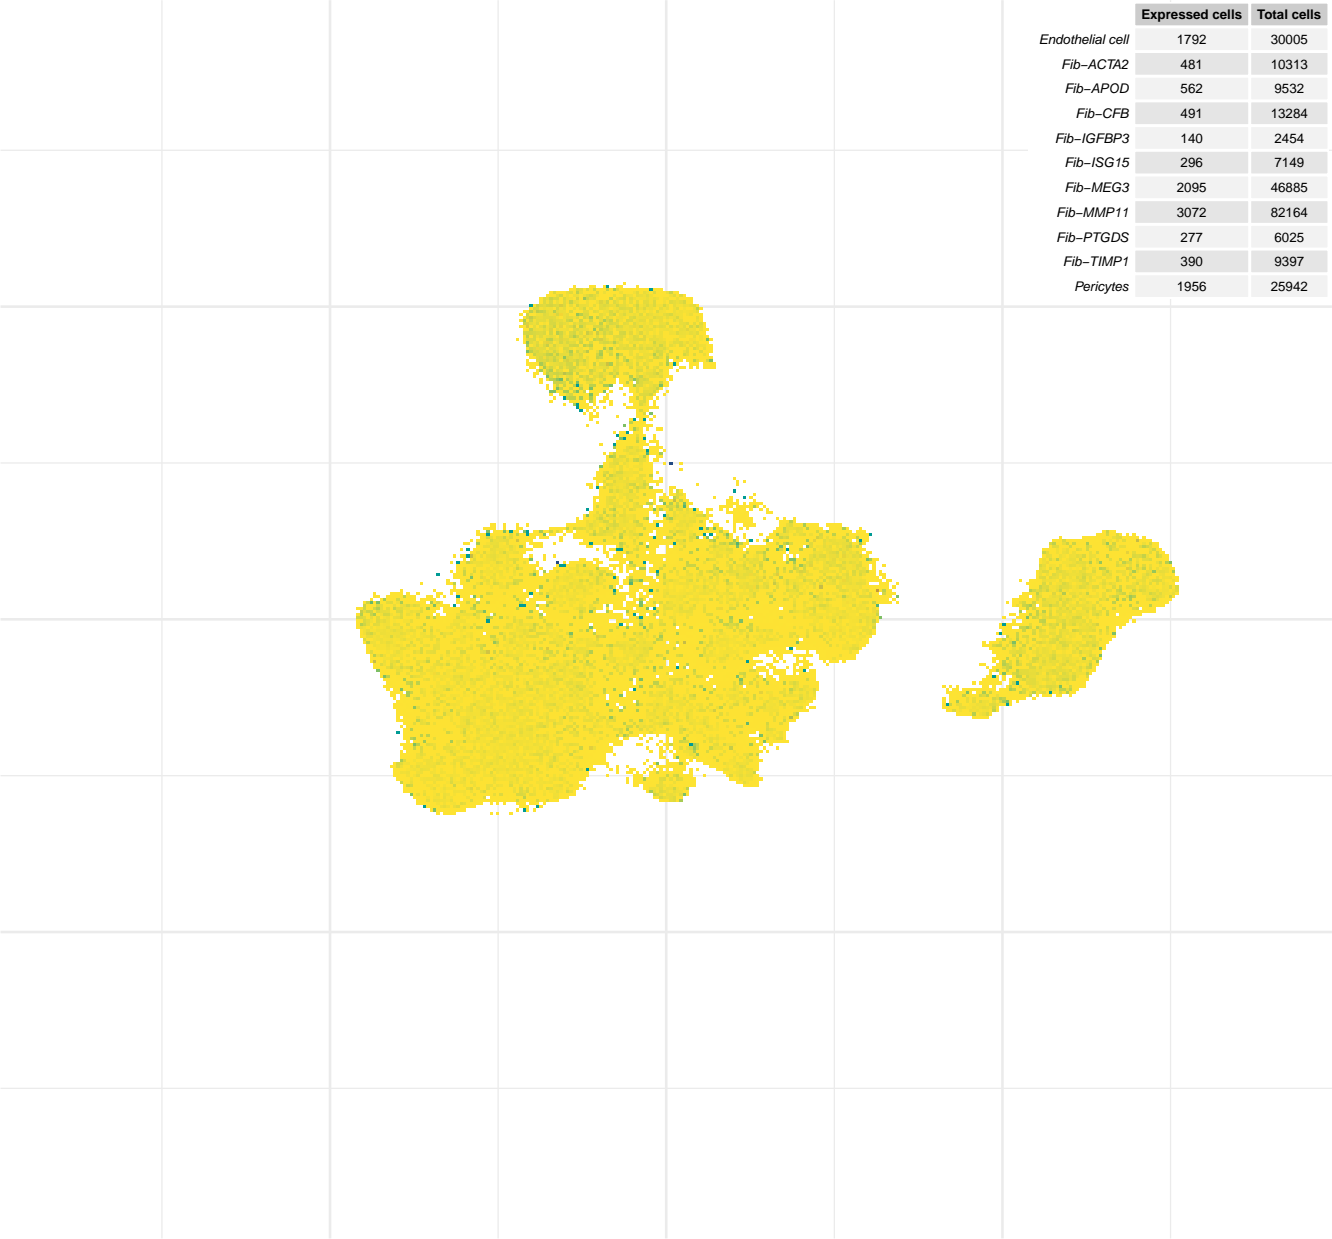 Expressed cells Total cells
Endothelial cell 1792 30005
Fib−ACTA2 481 10313
Fib−APOD 562 9532
Fib−CFB 491 13284
Fib−IGFBP3 140 2454
Fib−ISG15 296 7149
Fib−MEG3 2095 46885
Fib−MMP11 3072 82164
Fib−PTGDS 277 6025
Fib−TIMP1 390 9397
Pericytes 1956 25942